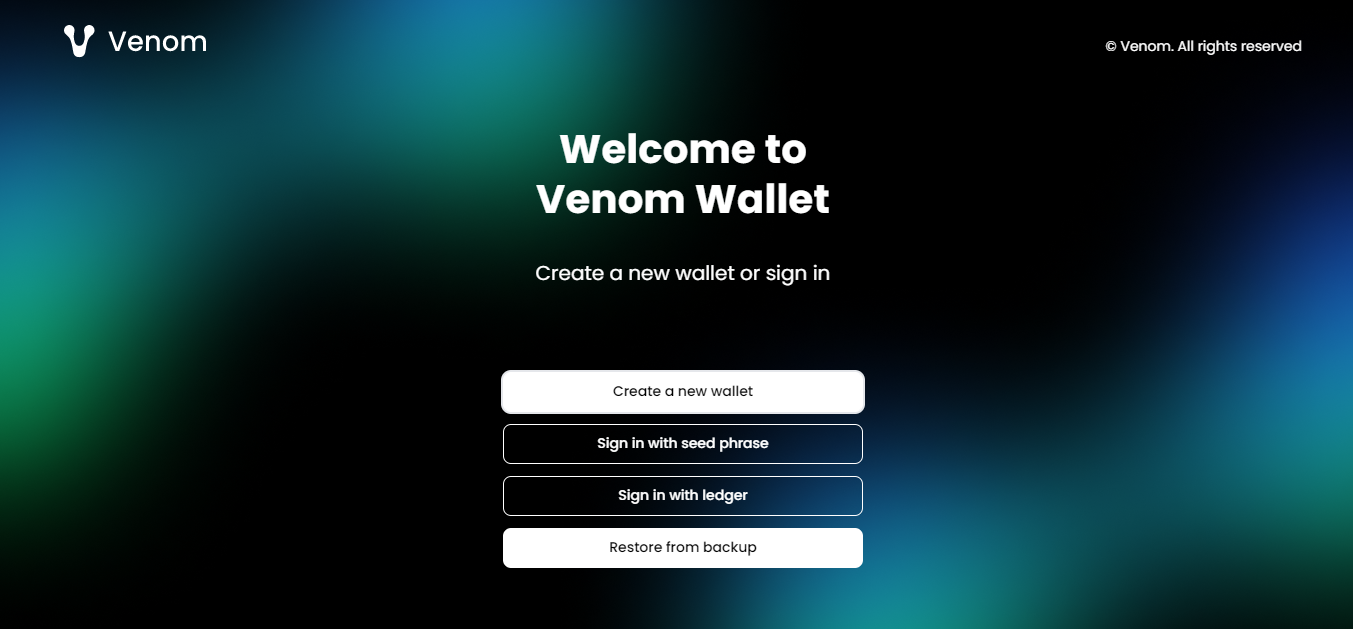 Venom
© Venom. All rights reserved
Welcome to
Venom Wallet
Create a new wallet or sign in
Create a new wallet
Sign in with seed phrase
Sign in with ledger
Restore from backup